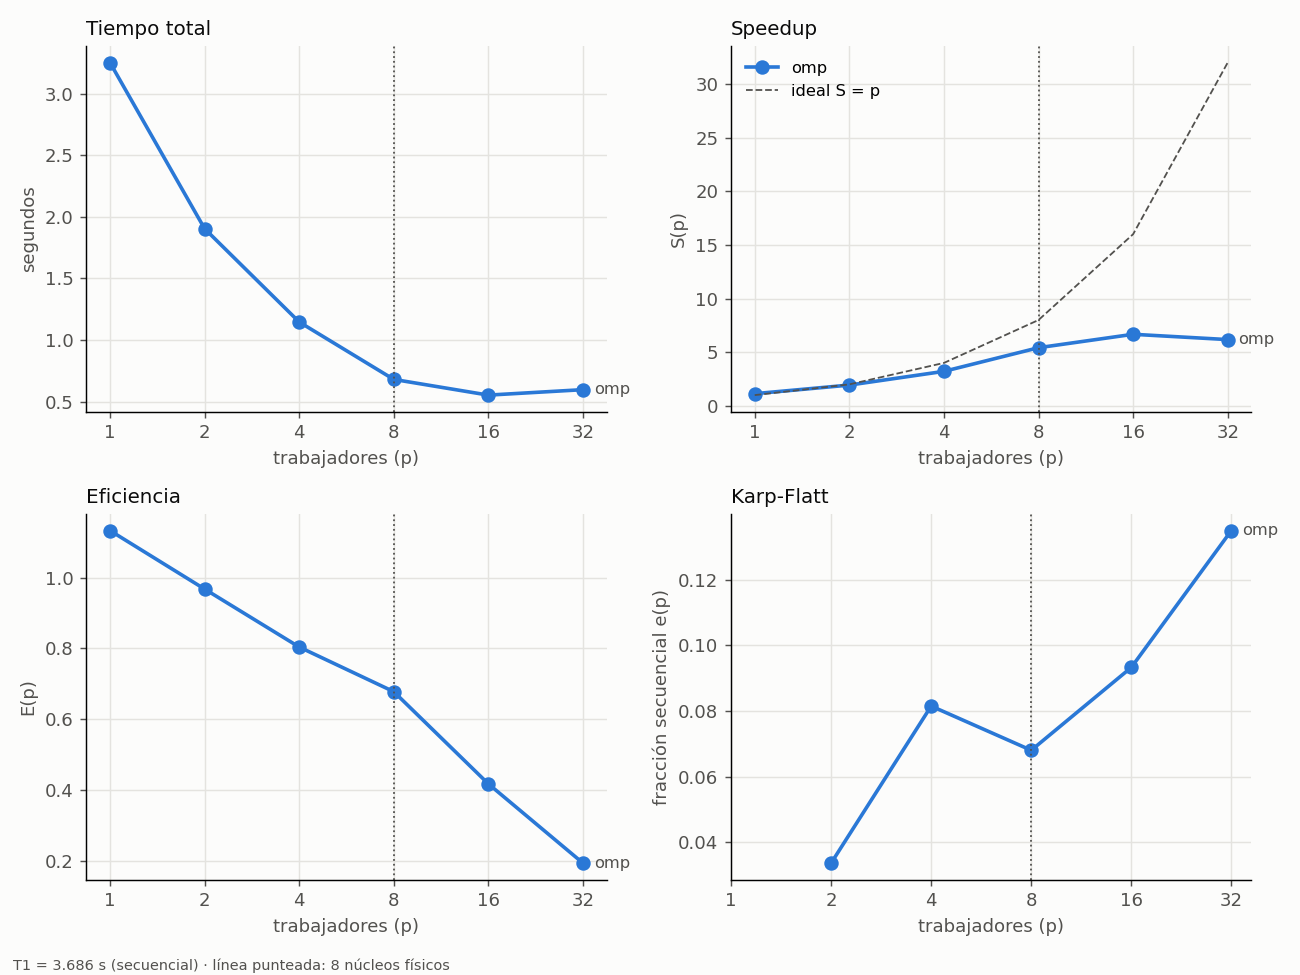 Tiempo total
3.0
2.5
2.0
1.5
1.0
0.5
segundos
omp
1 2 4 8 16 32
trabajadores (p)
Speedup
omp
ideal S = p
30
25
20
15
10
5
0
S(p)
omp
1 2 4 8 16 32
trabajadores (p)
Eficiencia
1.0
0.8
0.6
0.4
0.2
E(p)
omp
1 2 4 8 16 32
trabajadores (p)
Karp-Flatt
omp
0.12
0.10
0.08
0.06
0.04
fracción secuencial e(p)
1 2 4 8 16 32
trabajadores (p)
T1 = 3.686 s (secuencial) · línea punteada: 8 núcleos físicos